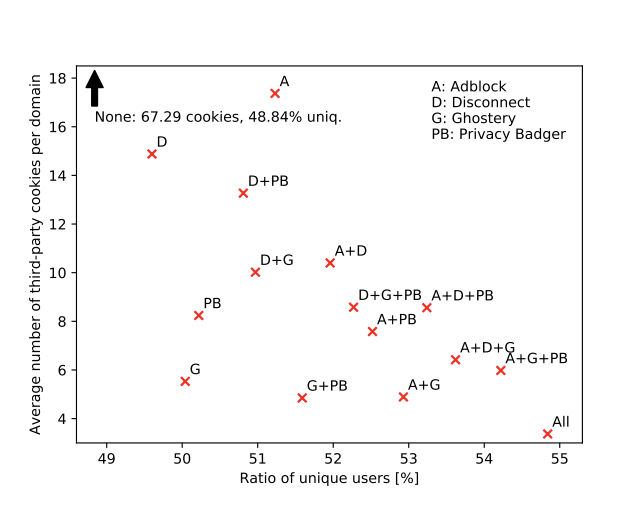 18
16
14
12
10
8
6
4
Average number of third-party cookies per domain
A
A: Adblock
D: Disconnect
G: Ghostery
PB: Privacy Badger
None: 67.29 cookies, 48.84% uniq.
D
D+PB
A+D
D+G
D+G+PB
A+D+PB
PB
A+PB
A+D+G
A+G+PB
G
G+PB
A+G
All
49 50 51 52 53 54 55
Ratio of unique users [%]